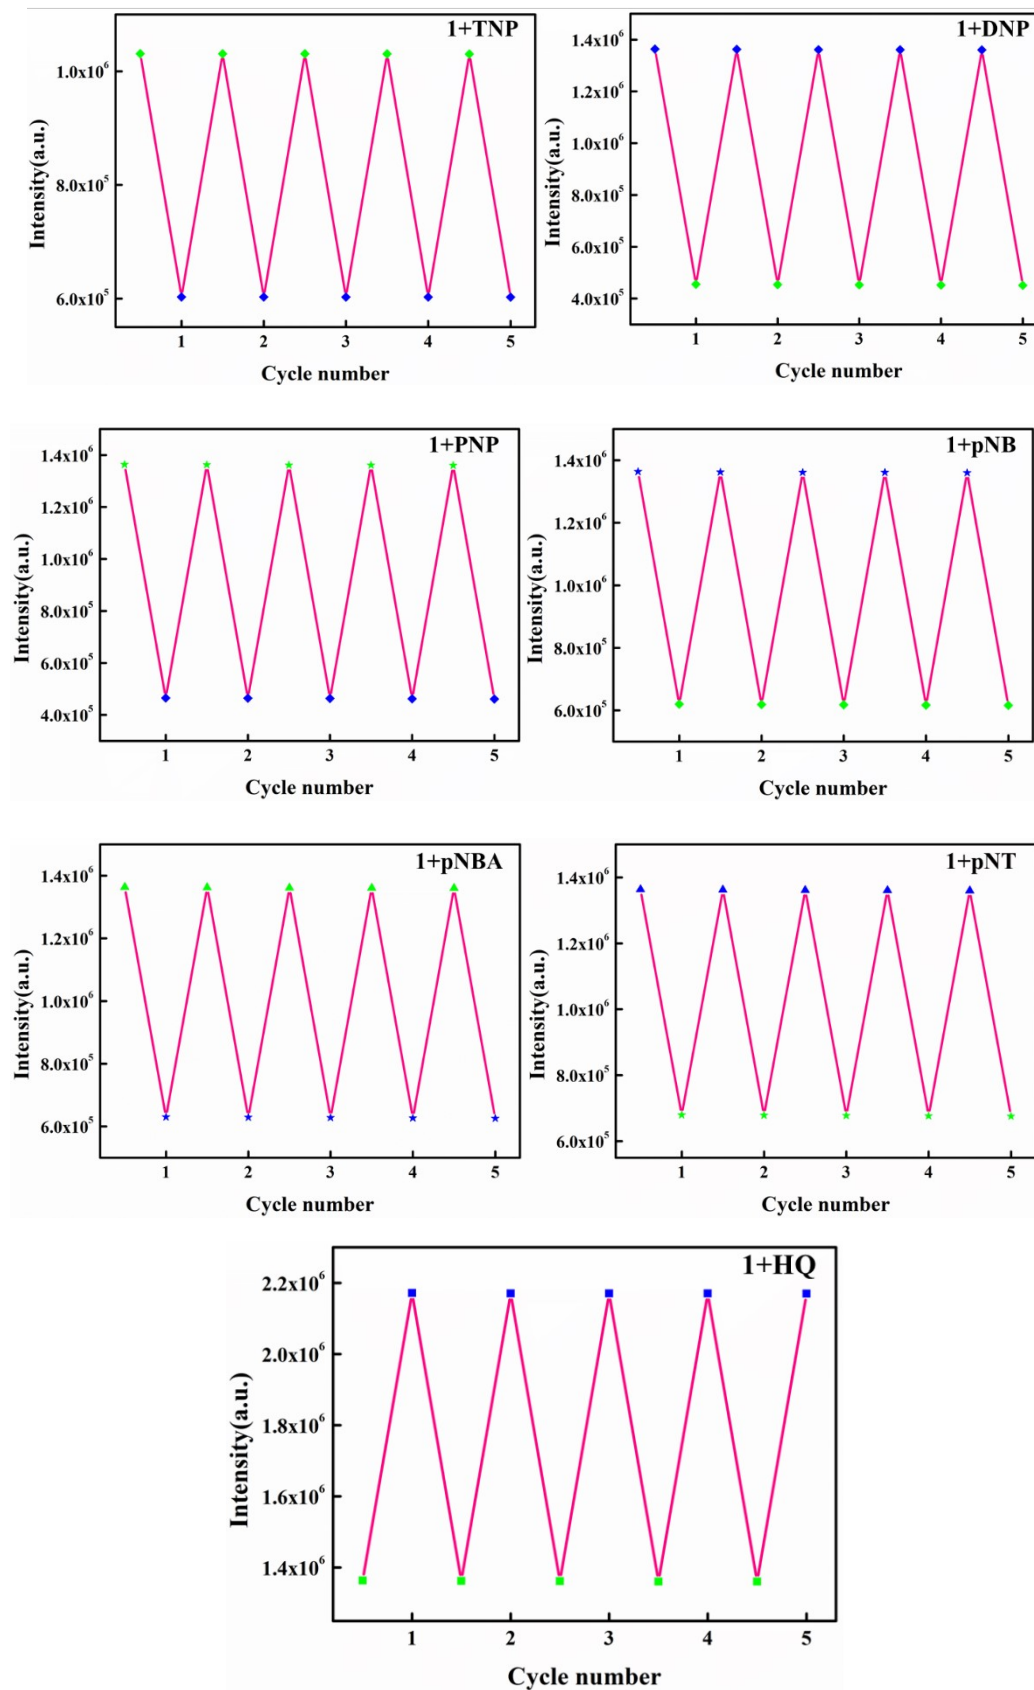 1+TNP
1.0x10⁶
8.0x10⁵
6.0x10⁵
Intensity(a.u.)
1 2 3 4 5
Cycle number
1+DNP
1.4x10⁶
1.2x10⁶
1.0x10⁶
8.0x10⁵
6.0x10⁵
4.0x10⁵
Intensity(a.u.)
1 2 3 4 5
Cycle number
1+PNP
1.4x10⁶
1.2x10⁶
1.0x10⁶
8.0x10⁵
6.0x10⁵
4.0x10⁵
Intensity(a.u.)
1 2 3 4 5
Cycle number
1+pNB
1.4x10⁶
1.2x10⁶
1.0x10⁶
8.0x10⁵
6.0x10⁵
Intensity(a.u.)
1 2 3 4 5
Cycle number
1+pNBA
1.4x10⁶
1.2x10⁶
1.0x10⁶
8.0x10⁵
6.0x10⁵
Intensity(a.u.)
1 2 3 4 5
Cycle number
1+pNT
1.4x10⁶
1.2x10⁶
1.0x10⁶
8.0x10⁵
6.0x10⁵
Intensity(a.u.)
1 2 3 4 5
Cycle number
1+HQ
2.2x10⁶
2.0x10⁶
1.8x10⁶
1.6x10⁶
1.4x10⁶
Intensity(a.u.)
1 2 3 4 5
Cycle number